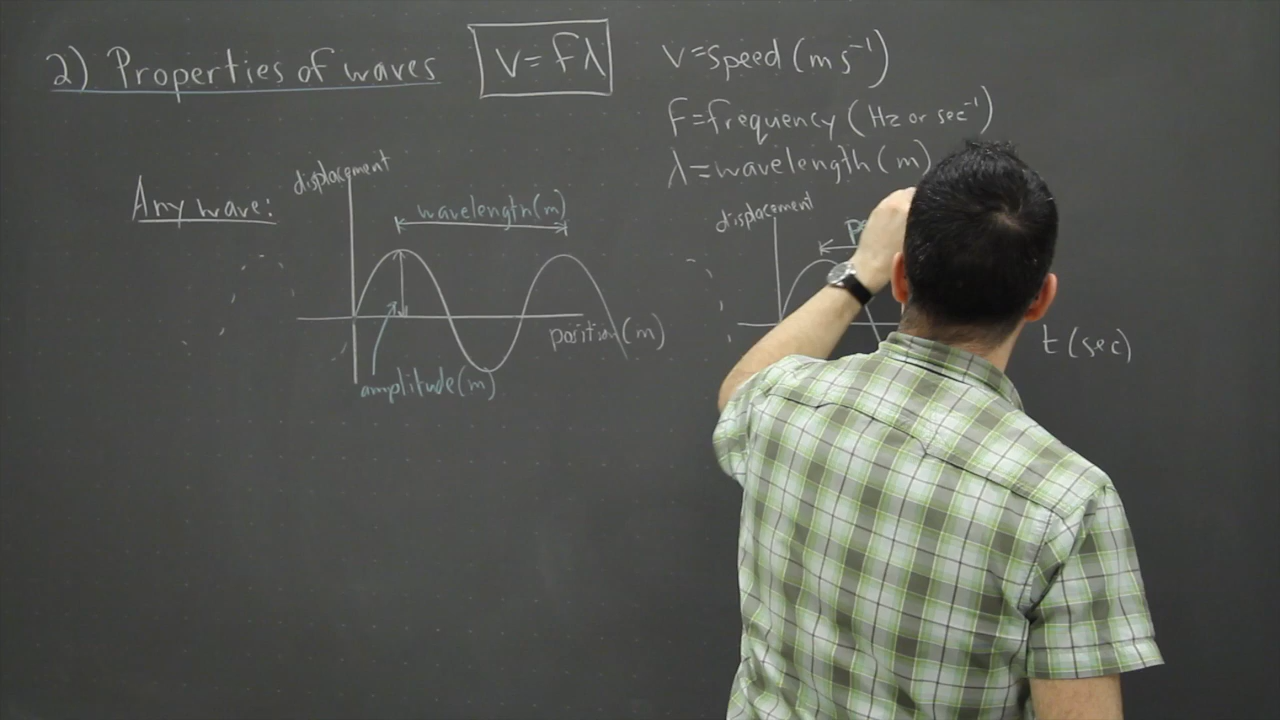 2) Properties of waves
v=fλ
v=speed (m s⁻¹)
f=frequency (Hz or sec⁻¹)
λ=wavelength (m)
Any wave:
displacement
wavelength (m)
position (m)
amplitude (m)
displacement
t (sec)